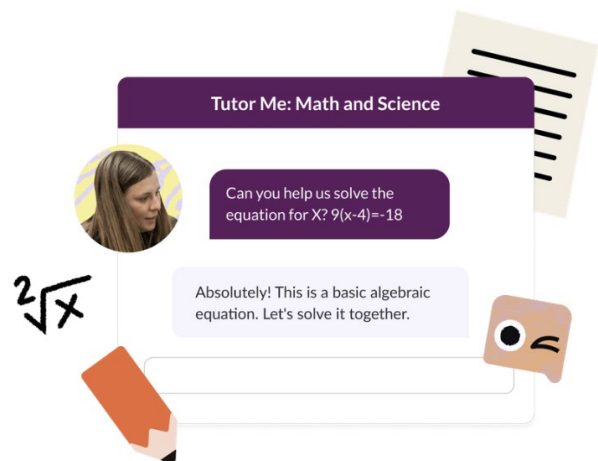 Tutor Me: Math and Science
Can you help us solve the
equation for X? 9(x-4)=-18
Absolutely! This is a basic algebraic
equation. Let's solve it together.
2√x